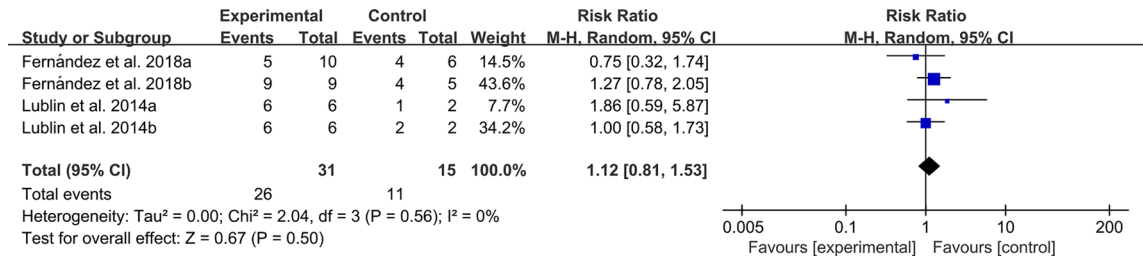 Experimental Control Risk Ratio Risk Ratio
Study or Subgroup Events Total Events Total Weight M-H, Random, 95% CI M-H, Random, 95% CI
Fernández et al. 2018a 5 10 4 6 14.5% 0.75 [0.32, 1.74]
Fernández et al. 2018b 9 9 4 5 43.6% 1.27 [0.78, 2.05]
Lublin et al. 2014a 6 6 1 2 7.7% 1.86 [0.59, 5.87]
Lublin et al. 2014b 6 6 2 2 34.2% 1.00 [0.58, 1.73]
Total (95% CI) 31 15 100.0% 1.12 [0.81, 1.53]
Total events 26 11
Heterogeneity: Tau² = 0.00; Chi² = 2.04, df = 3 (P = 0.56); I² = 0%
Test for overall effect: Z = 0.67 (P = 0.50)
0.005 0.1 1 10 200
Favours [experimental] Favours [control]